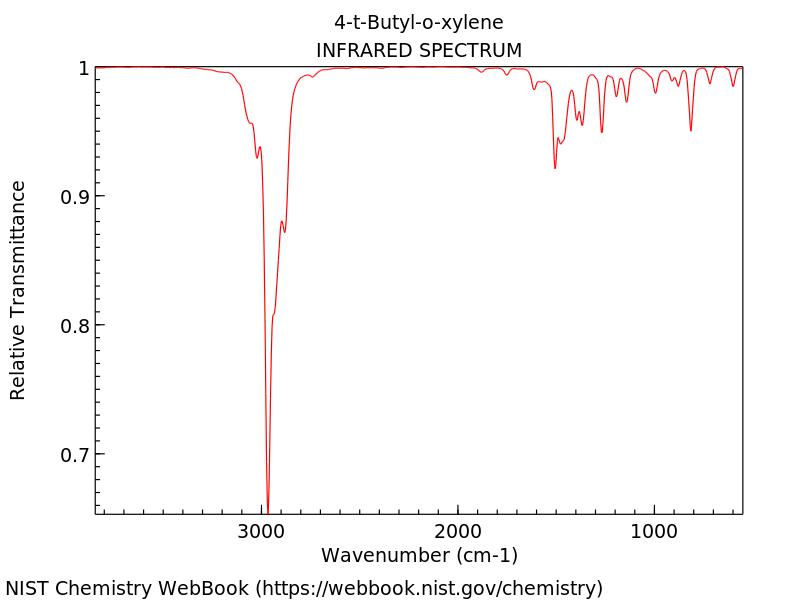 4-t-Butyl-o-xylene
INFRARED SPECTRUM
1
0.9
0.8
0.7
Relative Transmittance
3000 2000 1000
Wavenumber (cm-1)
NIST Chemistry WebBook (https://webbook.nist.gov/chemistry)